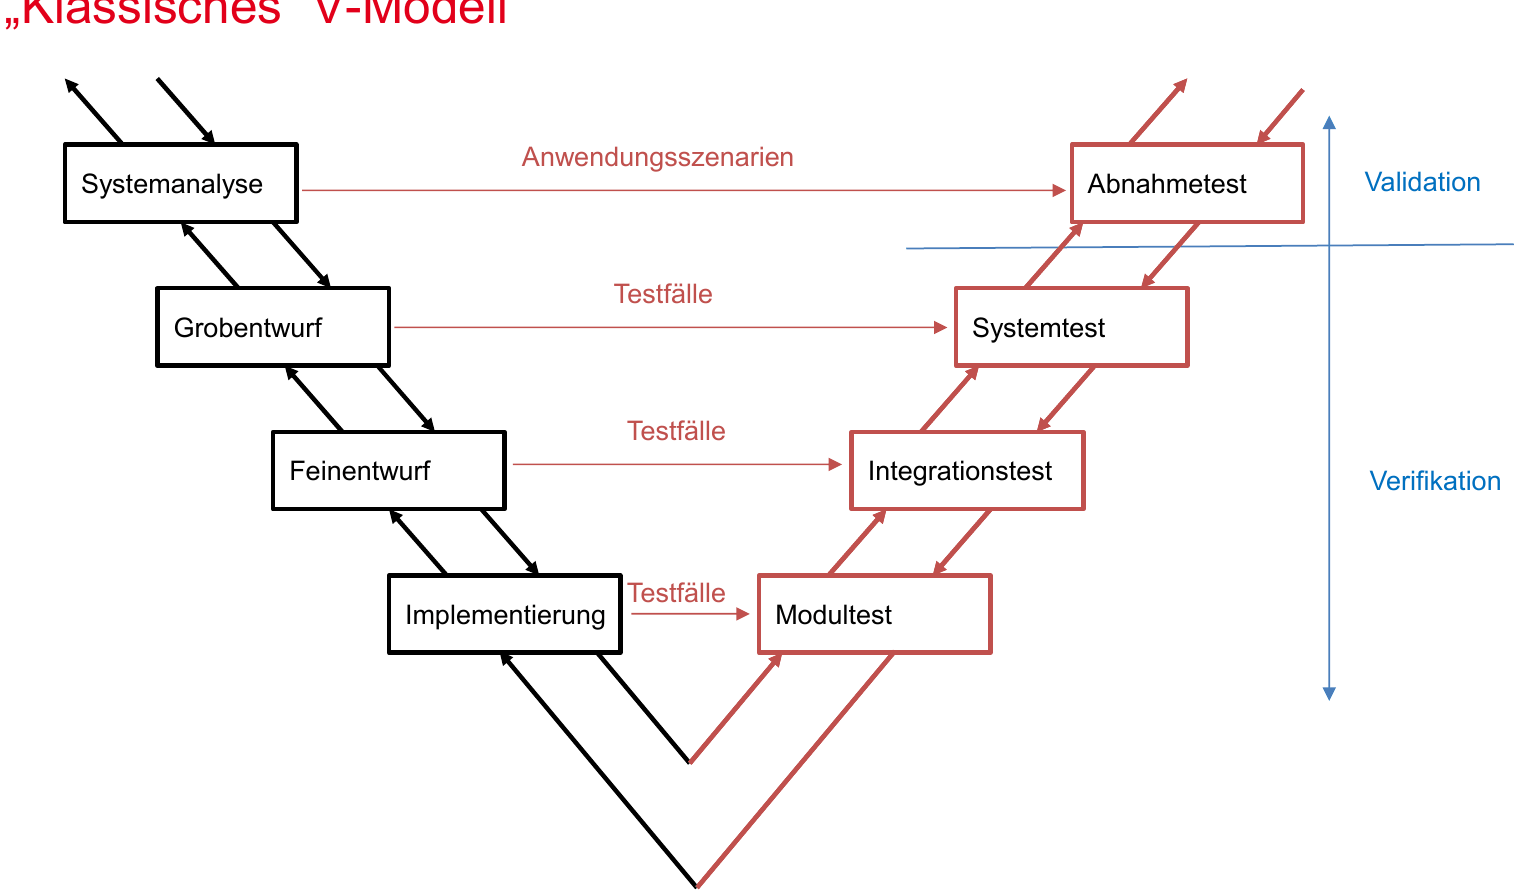 „Klassisches" V-Modell
Anwendungsszenarien
Systemanalyse
Abnahmetest
Validation
Testfälle
Grobentwurf
Systemtest
Testfälle
Feinentwurf
Integrationstest
Verifikation
Testfälle
Implementierung
Modultest